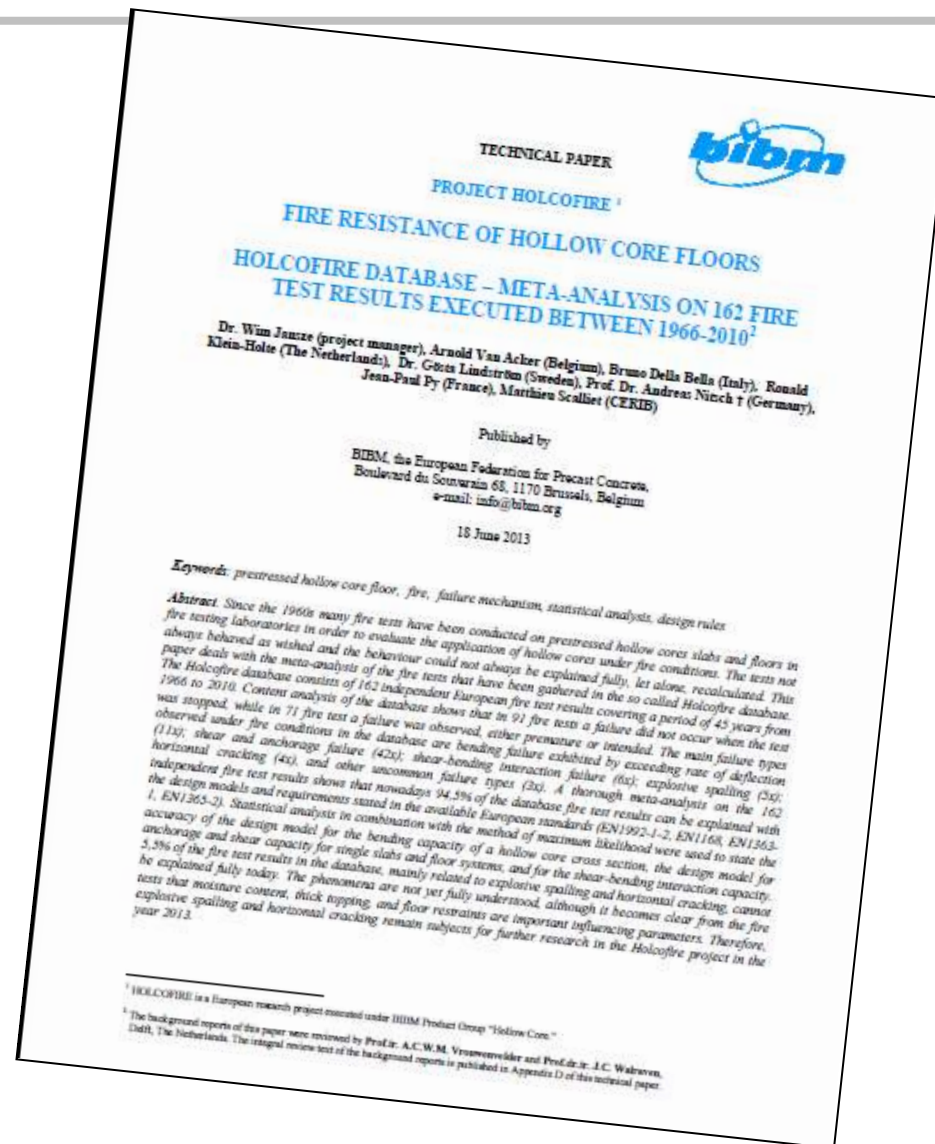 bibm
TECHNICAL PAPER
PROJECT HOLCOFIRE 1
FIRE RESISTANCE OF HOLLOW CORE FLOORS
HOLCOFIRE DATABASE – META-ANALYSIS ON 162 FIRE
TEST RESULTS EXECUTED BETWEEN 1966-2010²
Dr. Wim Jansze (project manager), Arnold Van Acker (Belgium), Bruno Della Bella (Italy), Ronald
Klein-Holte (The Netherlands), Dr. Gösta Lindström (Sweden), Prof. Dr. Andreas Nitsch † (Germany),
Jean-Paul Py (France), Matthieu Scalliet (CERIB)
Published by
BIBM, the European Federation for Precast Concrete,
Boulevard du Souverain 68, 1170 Brussels, Belgium
e-mail: info@bibm.org
18 June 2013
Keywords: prestressed hollow core floor, fire, failure mechanism, statistical analysis, design rules
Abstract. Since the 1960s many fire tests have been conducted on prestressed hollow cores slabs and floors in
fire testing laboratories in order to evaluate the application of hollow cores under fire conditions. The tests not
always behaved as wished and the behaviour could not always be explained fully, let alone, recalculated. This
paper deals with the meta-analysis of the fire tests that have been gathered in the so called Holcofire database.
The Holcofire database consists of 162 independent European fire test results covering a period of 45 years from
1966 to 2010. Content analysis of the database shows that in 91 fire tests a failure did not occur when the test
was stopped, while in 71 fire test a failure was observed, either premature or intended. The main failure types
observed under fire conditions in the database are bending failure exhibited by exceeding rate of deflection
(11x); shear and anchorage failure (42x); shear-bending interaction failure (6x); explosive spalling (5x);
horizontal cracking (4x), and other uncommon failure types (3x). A thorough meta-analysis on the 162
independent fire test results shows that nowadays 94,5% of the database fire test results can be explained with
the design models and requirements stated in the available European standards (EN1992-1-2, EN1168, EN1363-
1, EN1365-2). Statistical analysis in combination with the method of maximum likelihood were used to state the
accuracy of the design model for the bending capacity of a hollow core cross section, the design model for
anchorage and shear capacity for single slabs and floor systems, and for the shear-bending interaction capacity.
5,5% of the fire test results in the database, mainly related to explosive spalling and horizontal cracking, cannot
be explained fully today. The phenomena are not yet fully understood, although it becomes clear from the fire
tests that moisture content, thick topping, and floor restraints are important influencing parameters. Therefore,
explosive spalling and horizontal cracking remain subjects for further research in the Holcofire project in the
year 2013.
1 HOLCOFIRE is a European research project executed under BIBM Product Group "Hollow Core."
2 The background reports of this paper were reviewed by Prof.ir. A.C.W.M. Vrouwenvelder and Prof.dr.ir. J.C. Walraven,
Delft, The Netherlands. The integral review text of the background reports is published in Appendix D of this technical paper.